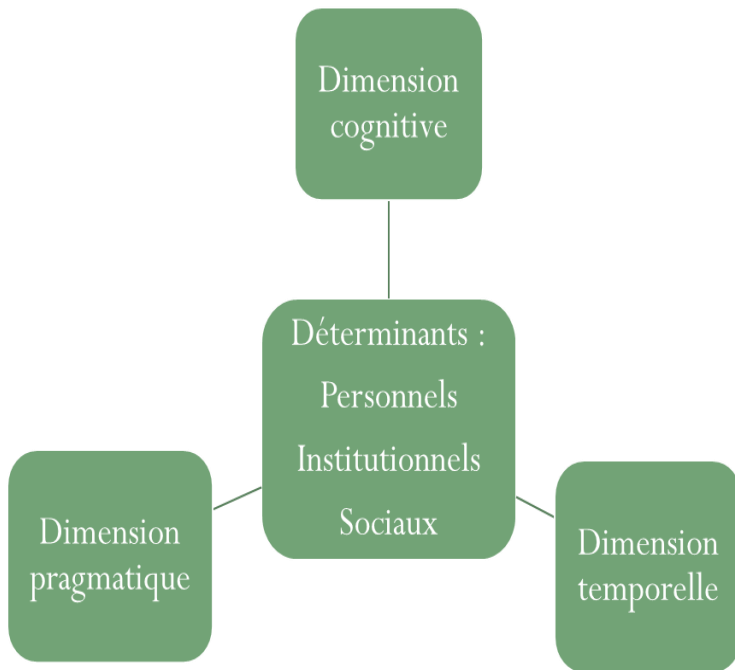 Dimension
cognitive
Déterminants :
Personnels
Institutionnels
Sociaux
Dimension
pragmatique
Dimension
temporelle